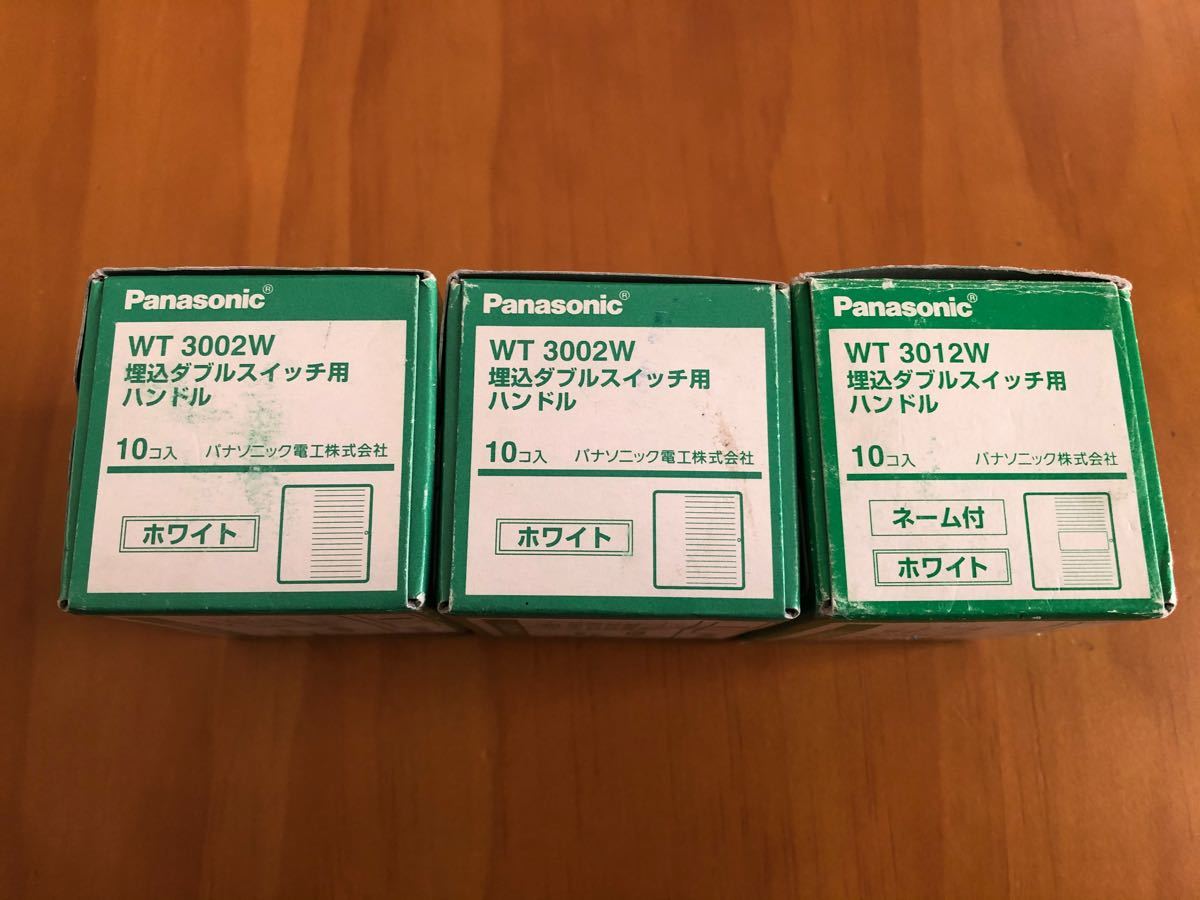 Panasonic®
WT 3002W
埋込ダブルスイッチ用
ハンドル
10コ入 パナソニック電工株式会社
ホワイト
Panasonic®
WT 3002W
埋込ダブルスイッチ用
ハンドル
10コ入 パナソニック電工株式会社
ホワイト
Panasonic®
WT 3012W
埋込ダブルスイッチ用
ハンドル
10コ入 パナソニック株式会社
ネーム付
ホワイト